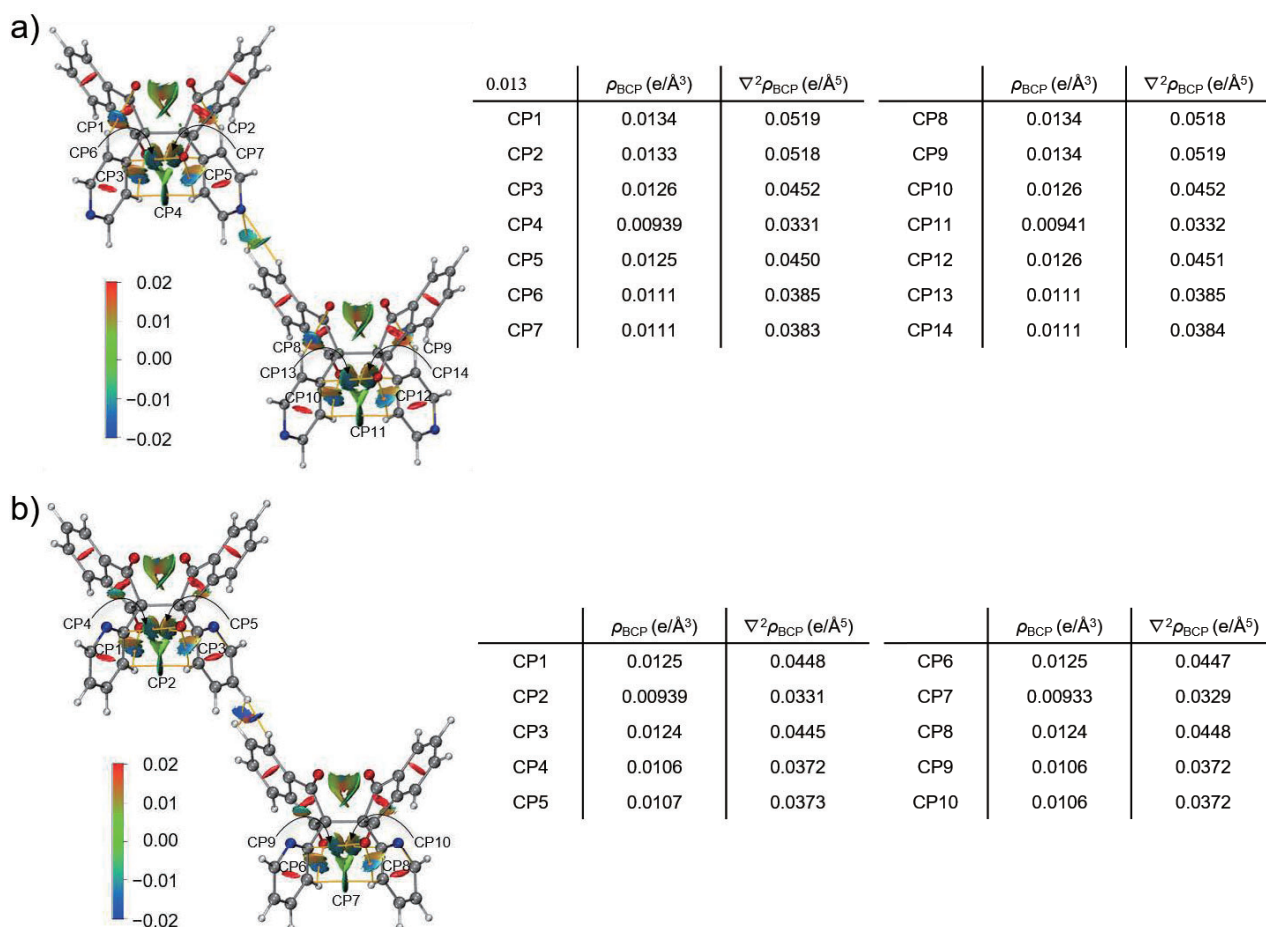 a)
0.013 ρBCP (e/Å³) ∇²ρBCP (e/Å⁵) ρBCP (e/Å³) ∇²ρBCP (e/Å⁵)
CP1 0.0134 0.0519 CP8 0.0134 0.0518
CP2 0.0133 0.0518 CP9 0.0134 0.0519
CP3 0.0126 0.0452 CP10 0.0126 0.0452
CP4 0.00939 0.0331 CP11 0.00941 0.0332
CP5 0.0125 0.0450 CP12 0.0126 0.0451
CP6 0.0111 0.0385 CP13 0.0111 0.0385
CP7 0.0111 0.0383 CP14 0.0111 0.0384
CP1 CP2
CP6 CP7
CP3 CP5
CP4
0.02
0.01
0.00
−0.01
−0.02
CP8 CP9
CP13 CP14
CP10 CP12
CP11
b)
ρBCP (e/Å³) ∇²ρBCP (e/Å⁵) ρBCP (e/Å³) ∇²ρBCP (e/Å⁵)
CP1 0.0125 0.0448 CP6 0.0125 0.0447
CP2 0.00939 0.0331 CP7 0.00933 0.0329
CP3 0.0124 0.0445 CP8 0.0124 0.0448
CP4 0.0106 0.0372 CP9 0.0106 0.0372
CP5 0.0107 0.0373 CP10 0.0106 0.0372
CP4 CP5
CP1 CP3
CP2
0.02
0.01
0.00
−0.01
−0.02
CP9 CP10
CP6 CP8
CP7